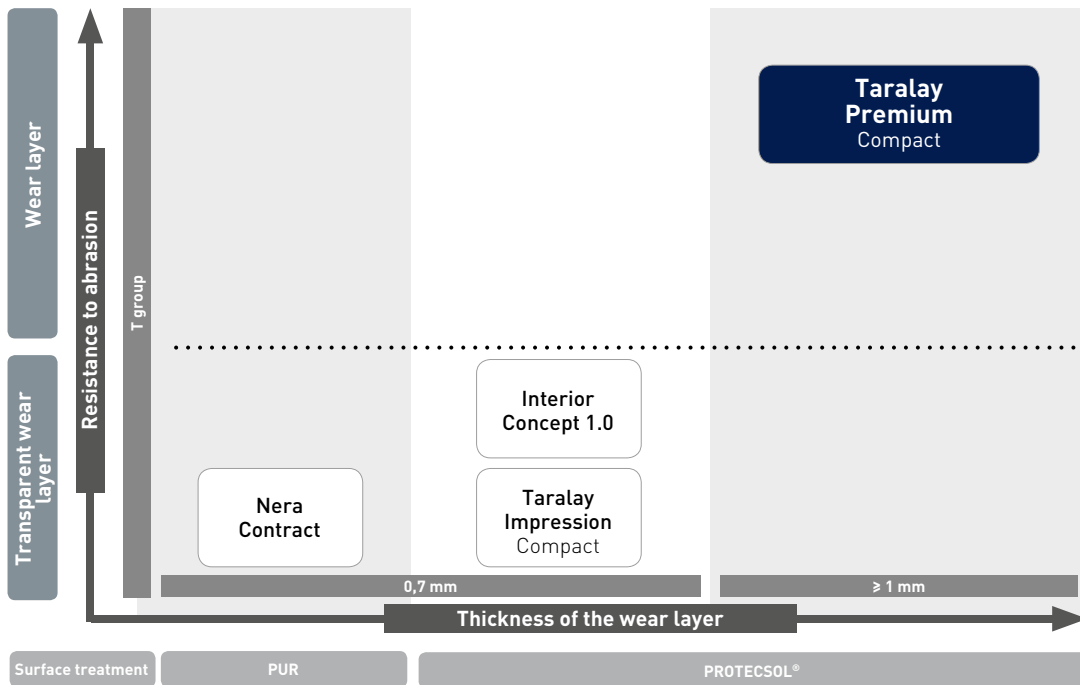 Wear layer
Transparent wear
layer
Resistance to abrasion
T group
Taralay
Premium
Compact
Interior
Concept 1.0
Nera
Contract
Taralay
Impression
Compact
0,7 mm
≥ 1 mm
Thickness of the wear layer
Surface treatment
PUR
PROTECSOL®